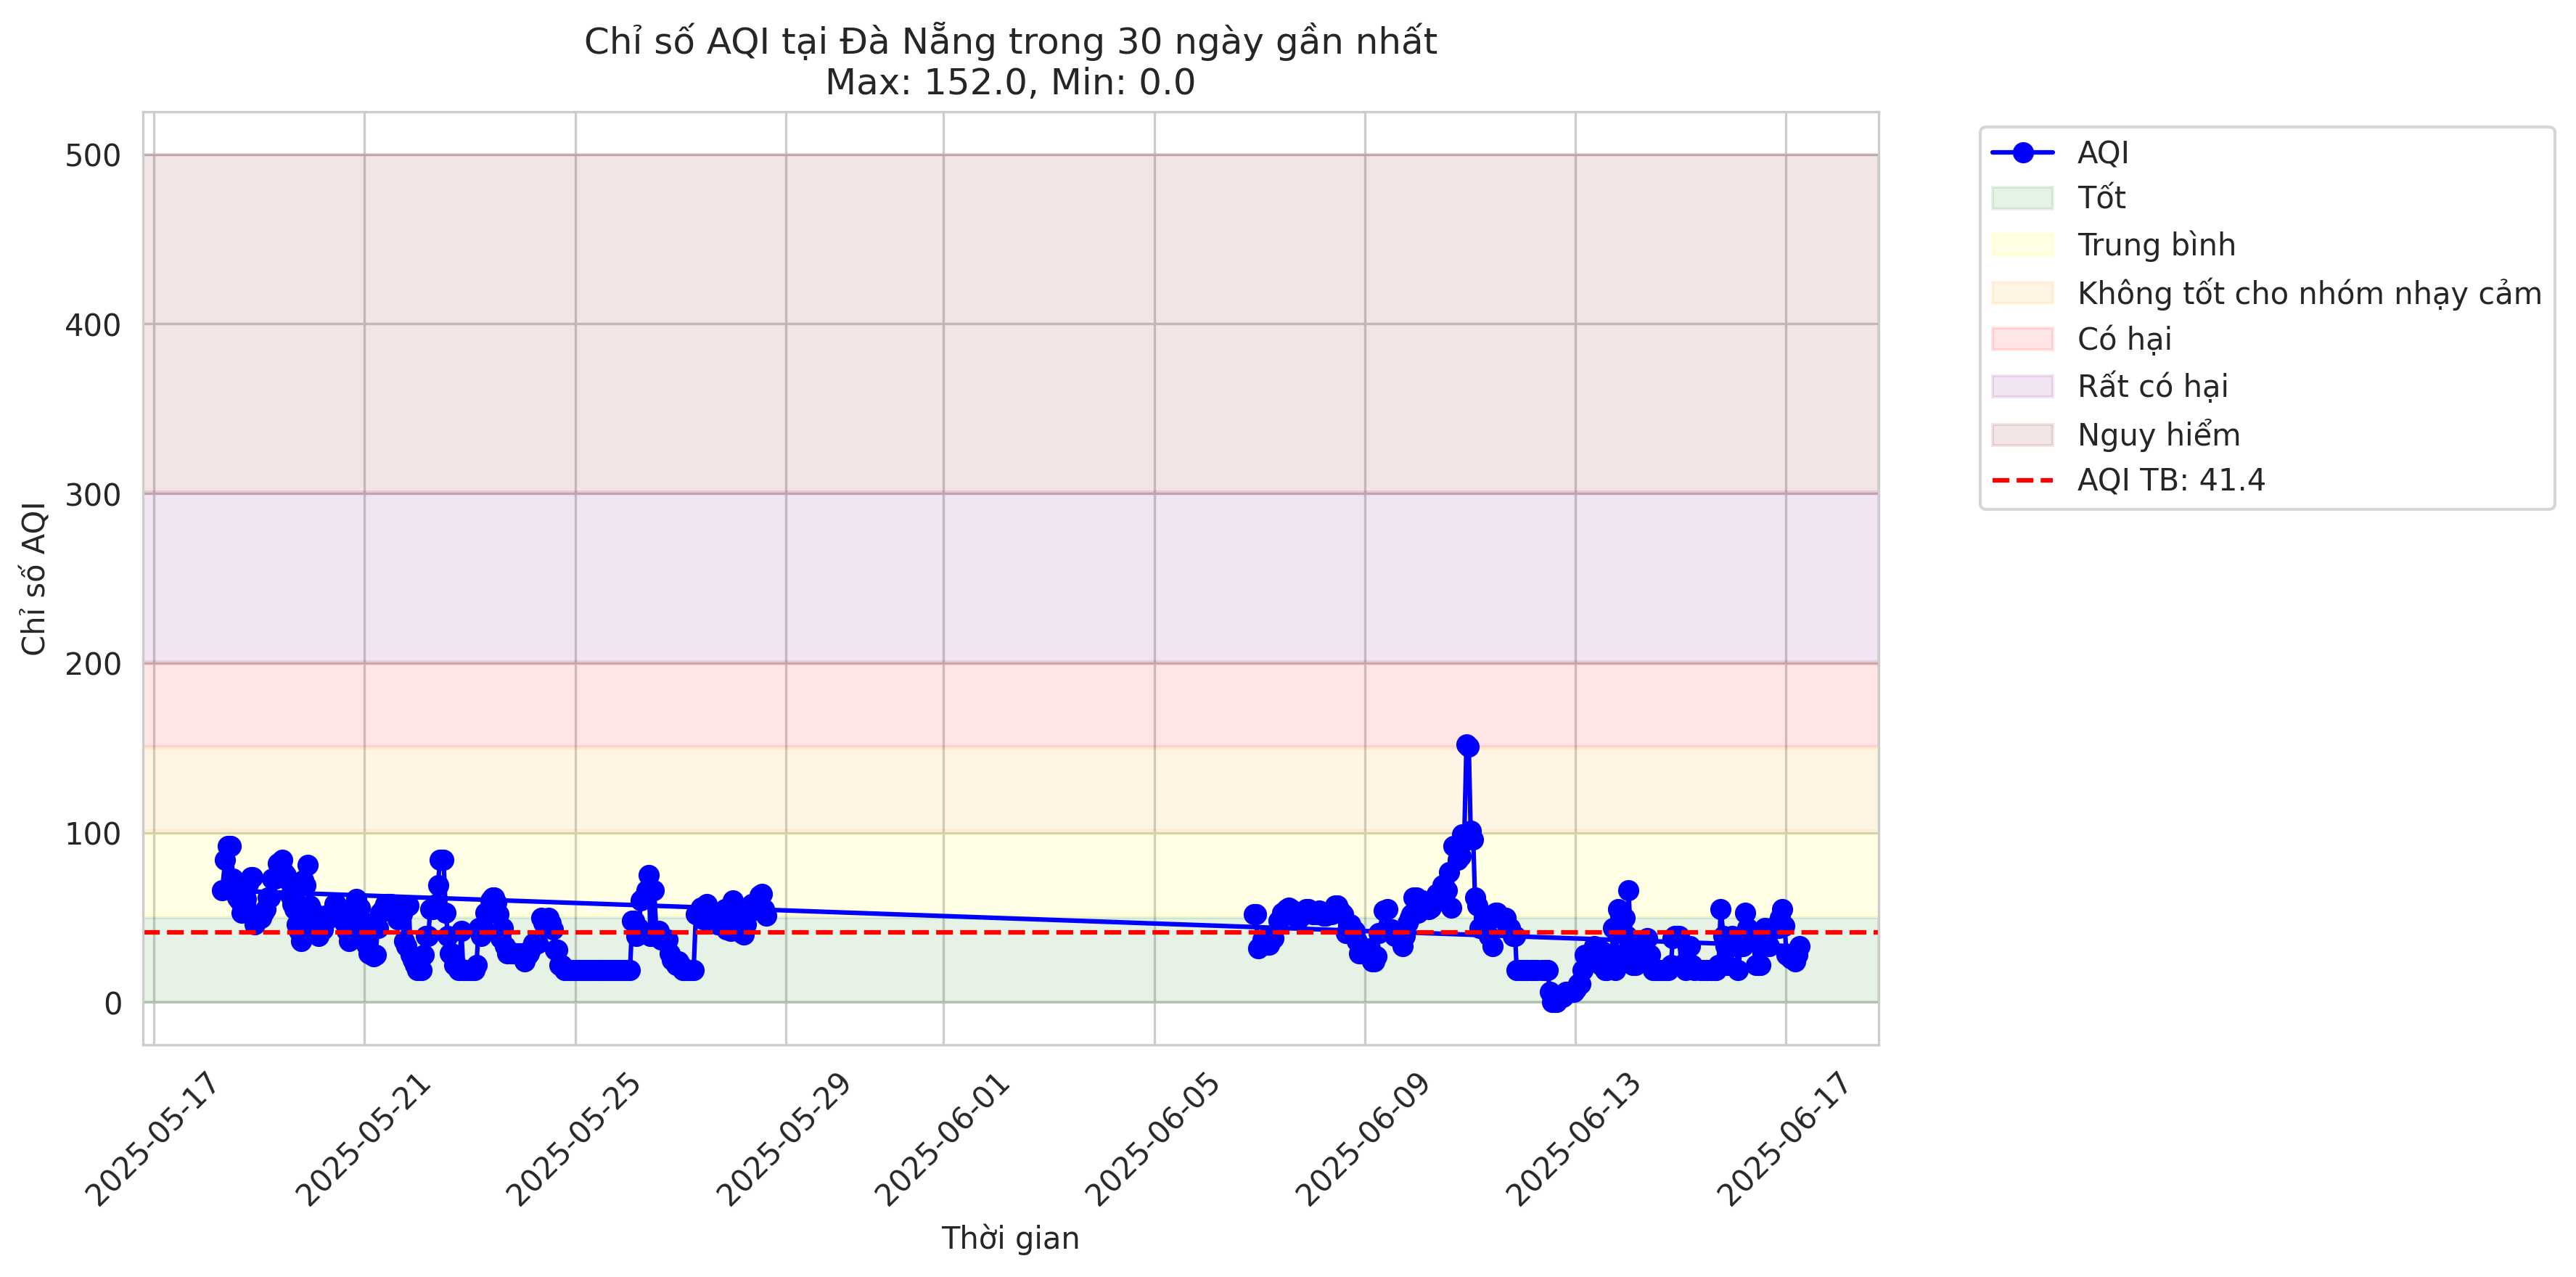 Chỉ số AQI tại Đà Nẵng trong 30 ngày gần nhất
Max: 152.0, Min: 0.0
Chỉ số AQI
500
400
300
200
100
0
2025-05-17
2025-05-21
2025-05-25
2025-05-29
2025-06-01
2025-06-05
2025-06-09
2025-06-13
2025-06-17
Thời gian
AQI
Tốt
Trung bình
Không tốt cho nhóm nhạy cảm
Có hại
Rất có hại
Nguy hiểm
AQI TB: 41.4